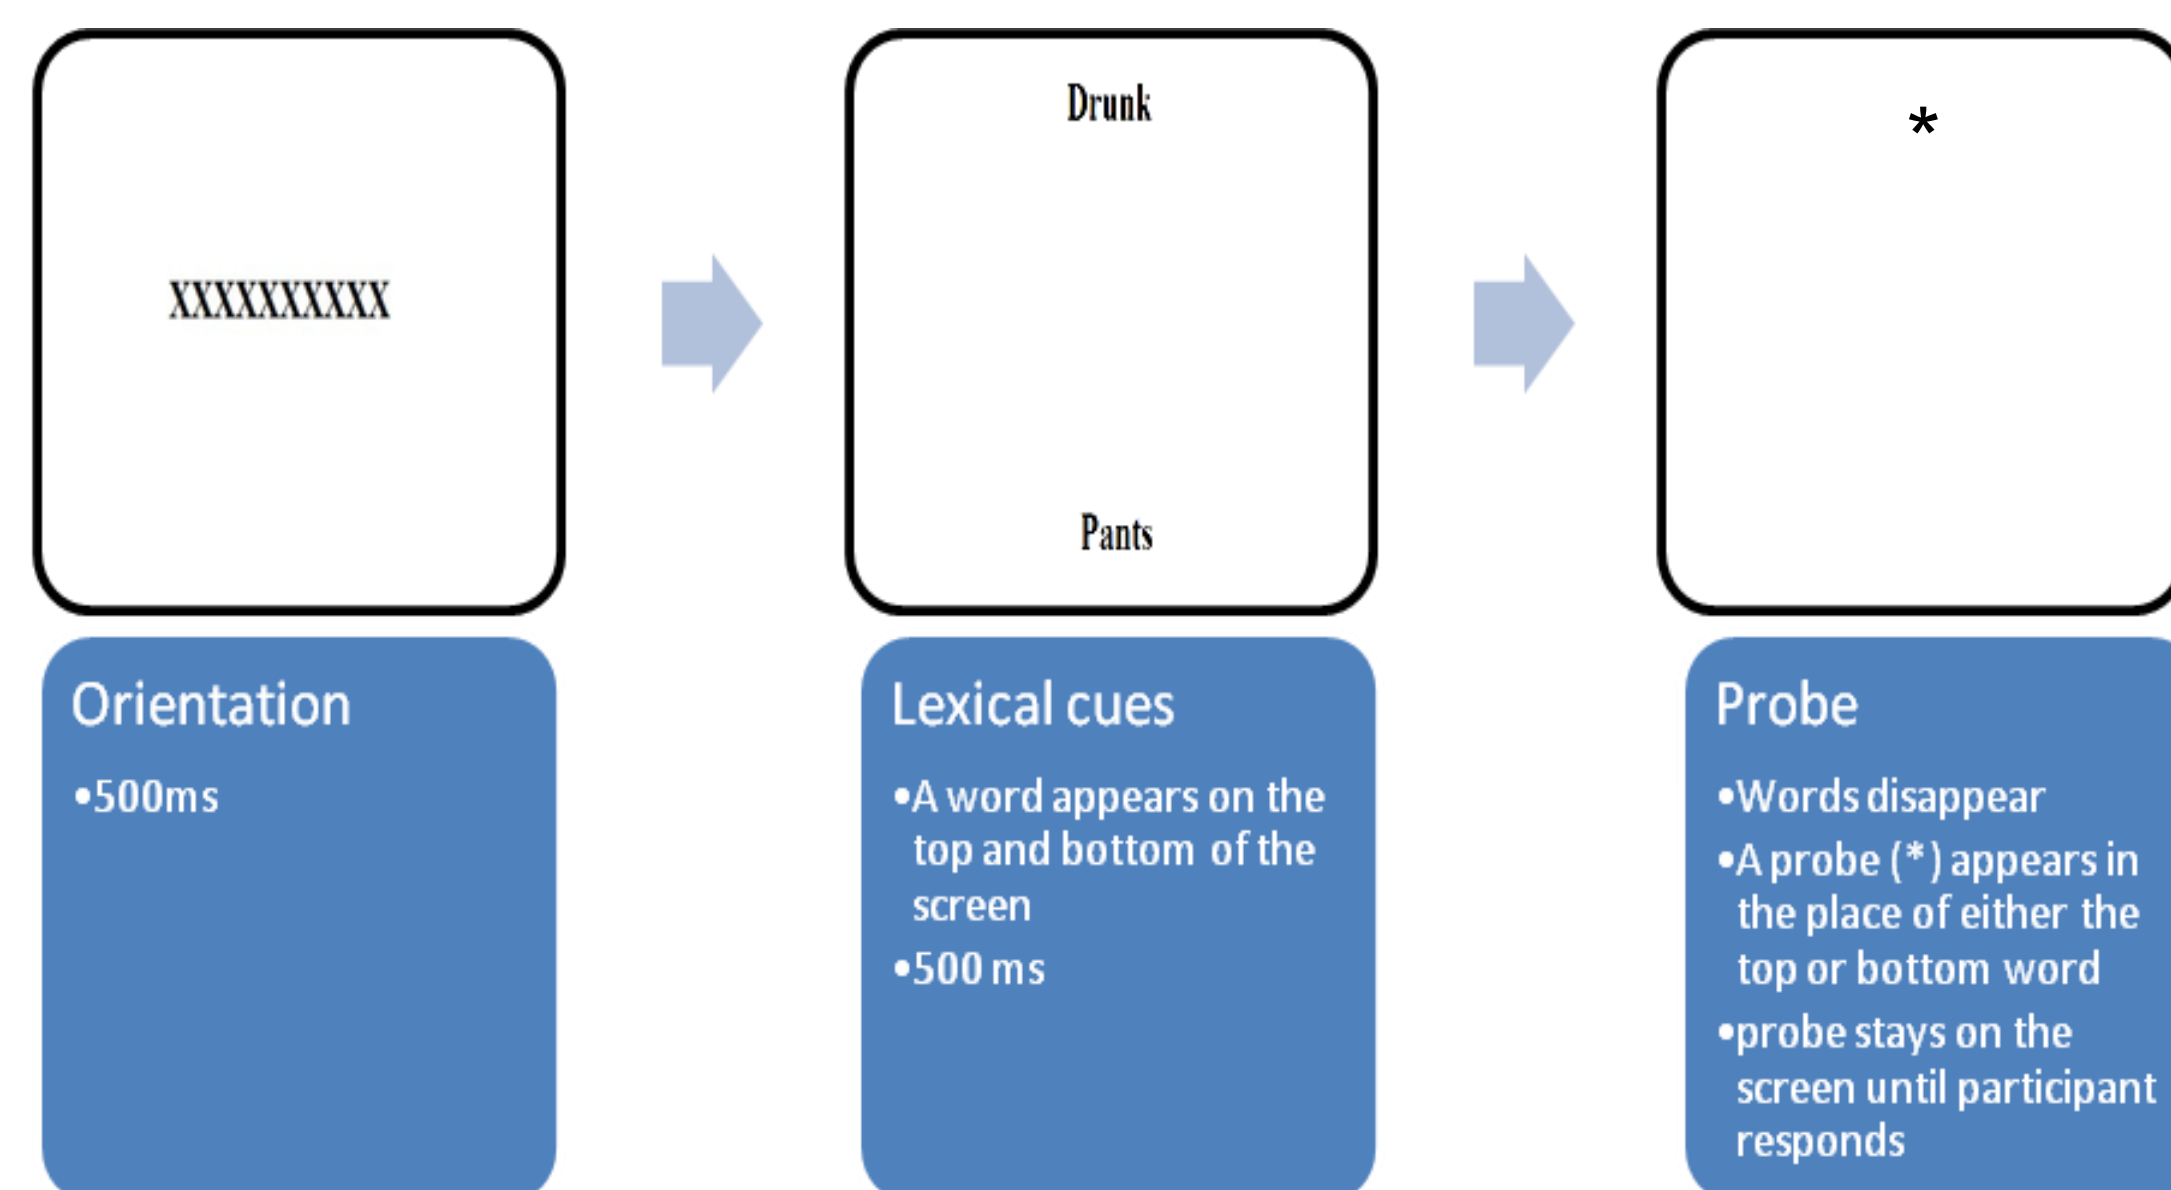 XXXXXXXXXX
Drunk
Pants
*
Orientation
•500ms
Lexical cues
•A word appears on the
top and bottom of the
screen
•500 ms
Probe
•Words disappear
•A probe (*) appears in
the place of either the
top or bottom word
•probe stays on the
screen until participant
responds